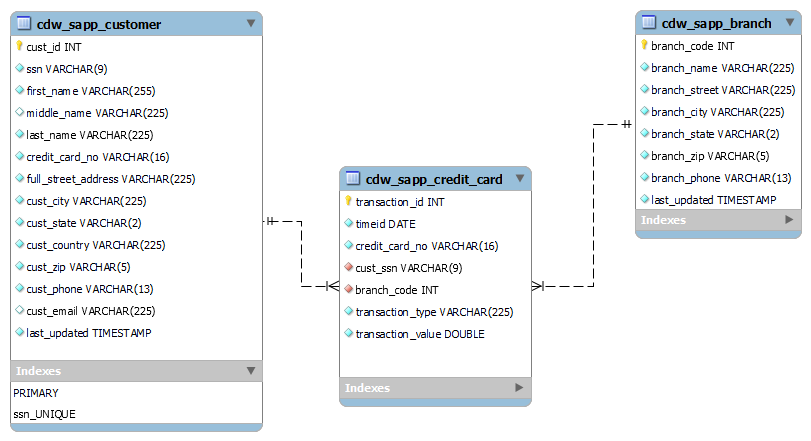 cdw_sapp_customer
cust_id INT
ssn VARCHAR(9)
first_name VARCHAR(255)
middle_name VARCHAR(225)
last_name VARCHAR(225)
credit_card_no VARCHAR(16)
full_street_address VARCHAR(225)
cust_city VARCHAR(225)
cust_state VARCHAR(2)
cust_country VARCHAR(225)
cust_zip VARCHAR(5)
cust_phone VARCHAR(13)
cust_email VARCHAR(225)
last_updated TIMESTAMP
Indexes
PRIMARY
ssn_UNIQUE
cdw_sapp_credit_card
transaction_id INT
timeid DATE
credit_card_no VARCHAR(16)
cust_ssn VARCHAR(9)
branch_code INT
transaction_type VARCHAR(225)
transaction_value DOUBLE
Indexes
cdw_sapp_branch
branch_code INT
branch_name VARCHAR(225)
branch_street VARCHAR(225)
branch_city VARCHAR(225)
branch_state VARCHAR(2)
branch_zip VARCHAR(5)
branch_phone VARCHAR(13)
last_updated TIMESTAMP
Indexes